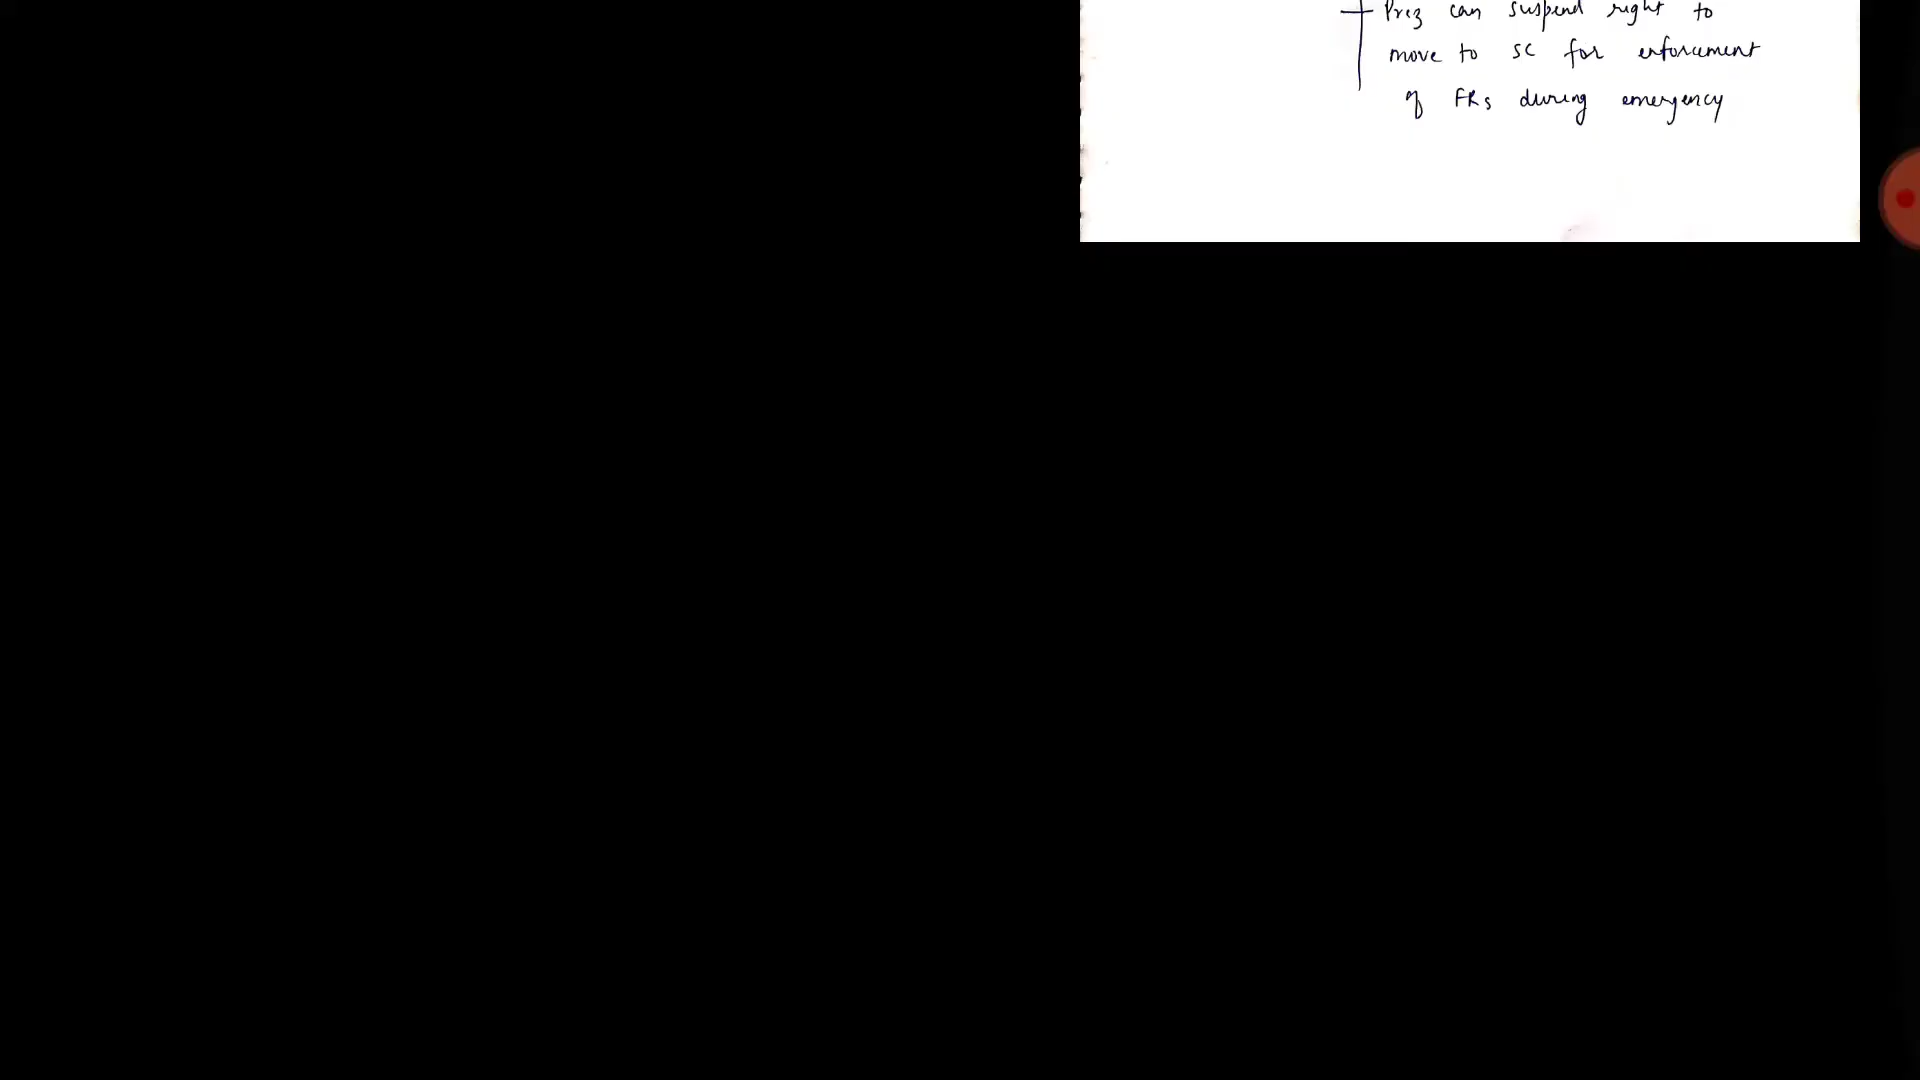 Prez can suspend right to
move to SC for enforcement
of FRs during emergency